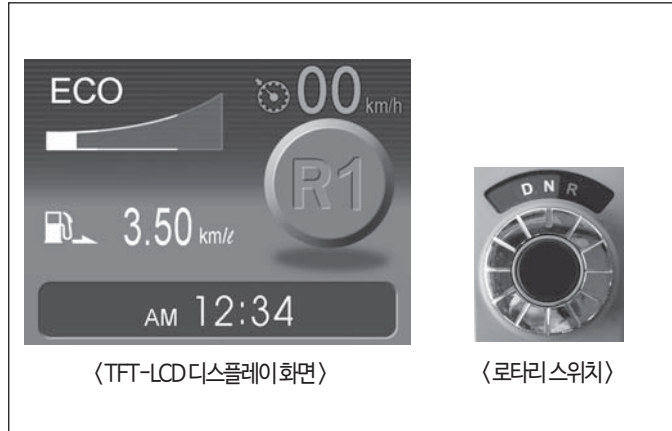 ECO
00 km/h
R1
3.50 km/ℓ
AM 12:34
D N R
〈TFT-LCD 디스플레이 화면〉
〈로타리 스위치〉